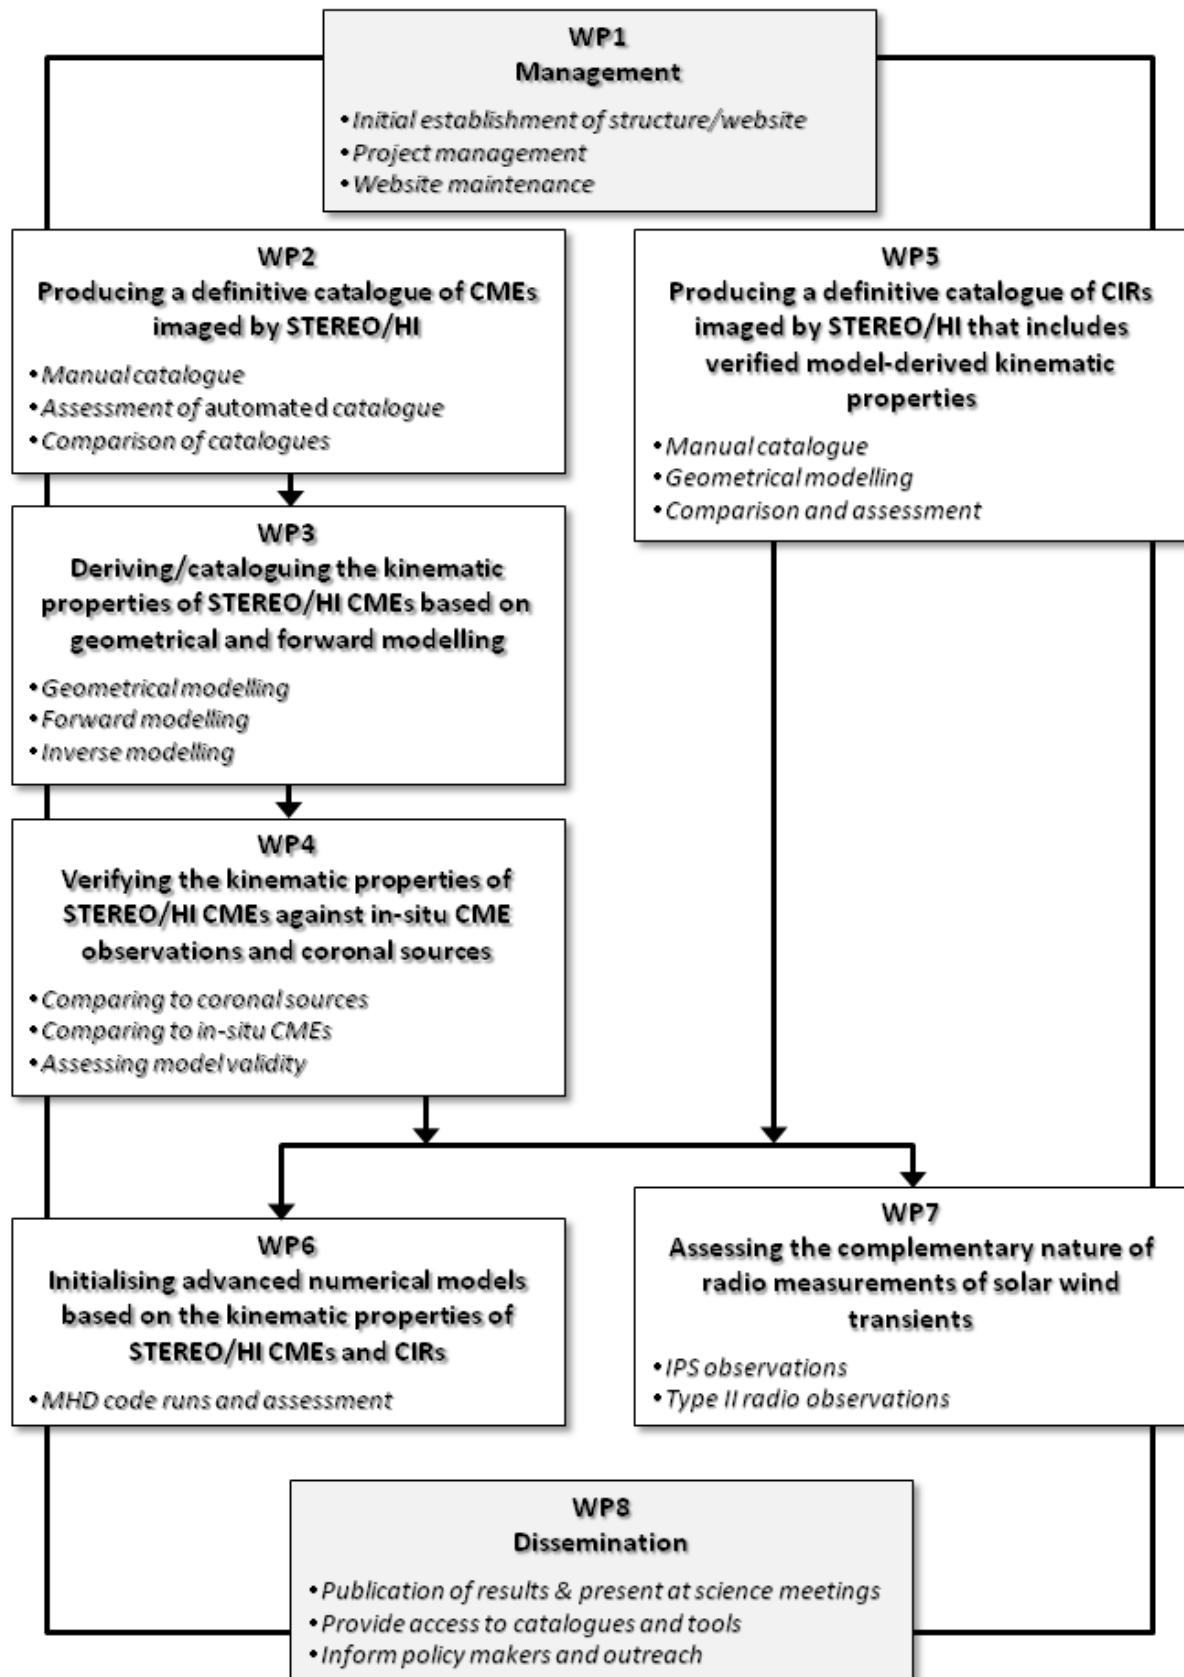 WP1
Management
• Initial establishment of structure/website
• Project management
• Website maintenance
WP2
Producing a definitive catalogue of CMEs
imaged by STEREO/HI
• Manual catalogue
• Assessment of automated catalogue
• Comparison of catalogues
WP5
Producing a definitive catalogue of CIRs
imaged by STEREO/HI that includes
verified model-derived kinematic
properties
• Manual catalogue
• Geometrical modelling
• Comparison and assessment
WP3
Deriving/cataloguing the kinematic
properties of STEREO/HI CMEs based on
geometrical and forward modelling
• Geometrical modelling
• Forward modelling
• Inverse modelling
WP4
Verifying the kinematic properties of
STEREO/HI CMEs against in-situ CME
observations and coronal sources
• Comparing to coronal sources
• Comparing to in-situ CMEs
• Assessing model validity
WP6
Initialising advanced numerical models
based on the kinematic properties of
STEREO/HI CMEs and CIRs
• MHD code runs and assessment
WP7
Assessing the complementary nature of
radio measurements of solar wind
transients
• IPS observations
• Type II radio observations
WP8
Dissemination
• Publication of results & present at science meetings
• Provide access to catalogues and tools
• Inform policy makers and outreach